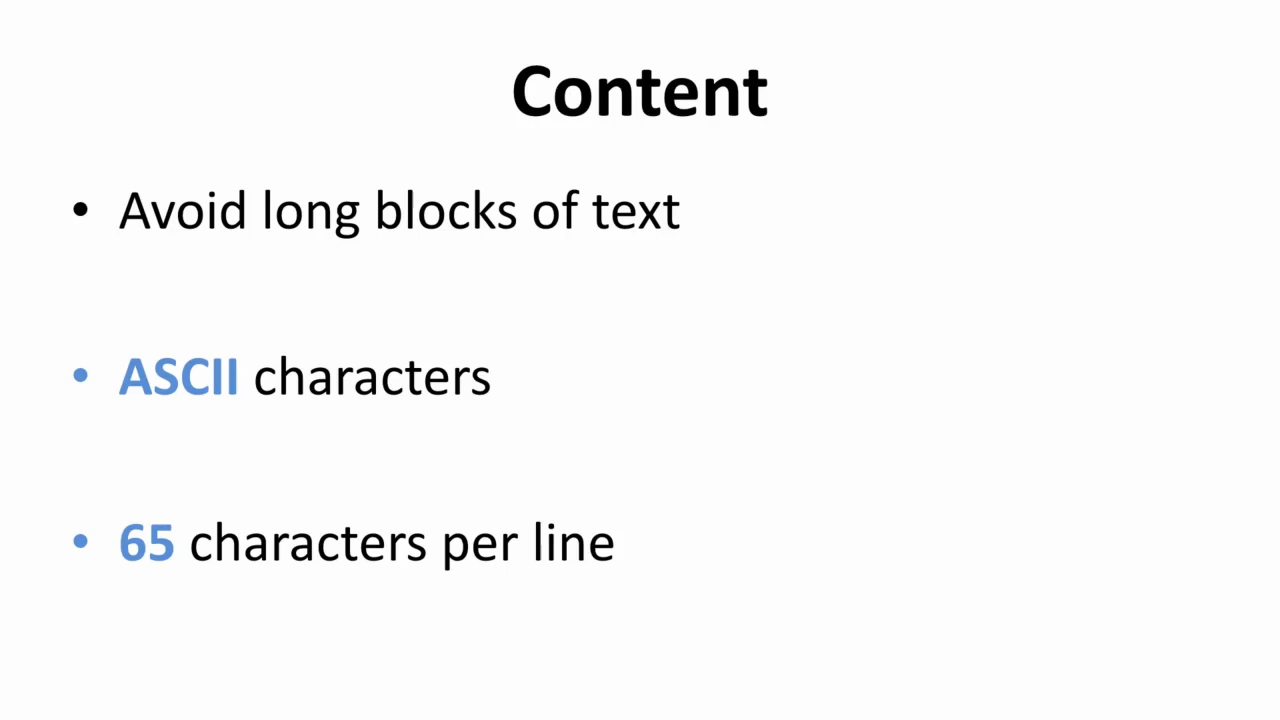 Content
• Avoid long blocks of text
• ASCII characters
• 65 characters per line